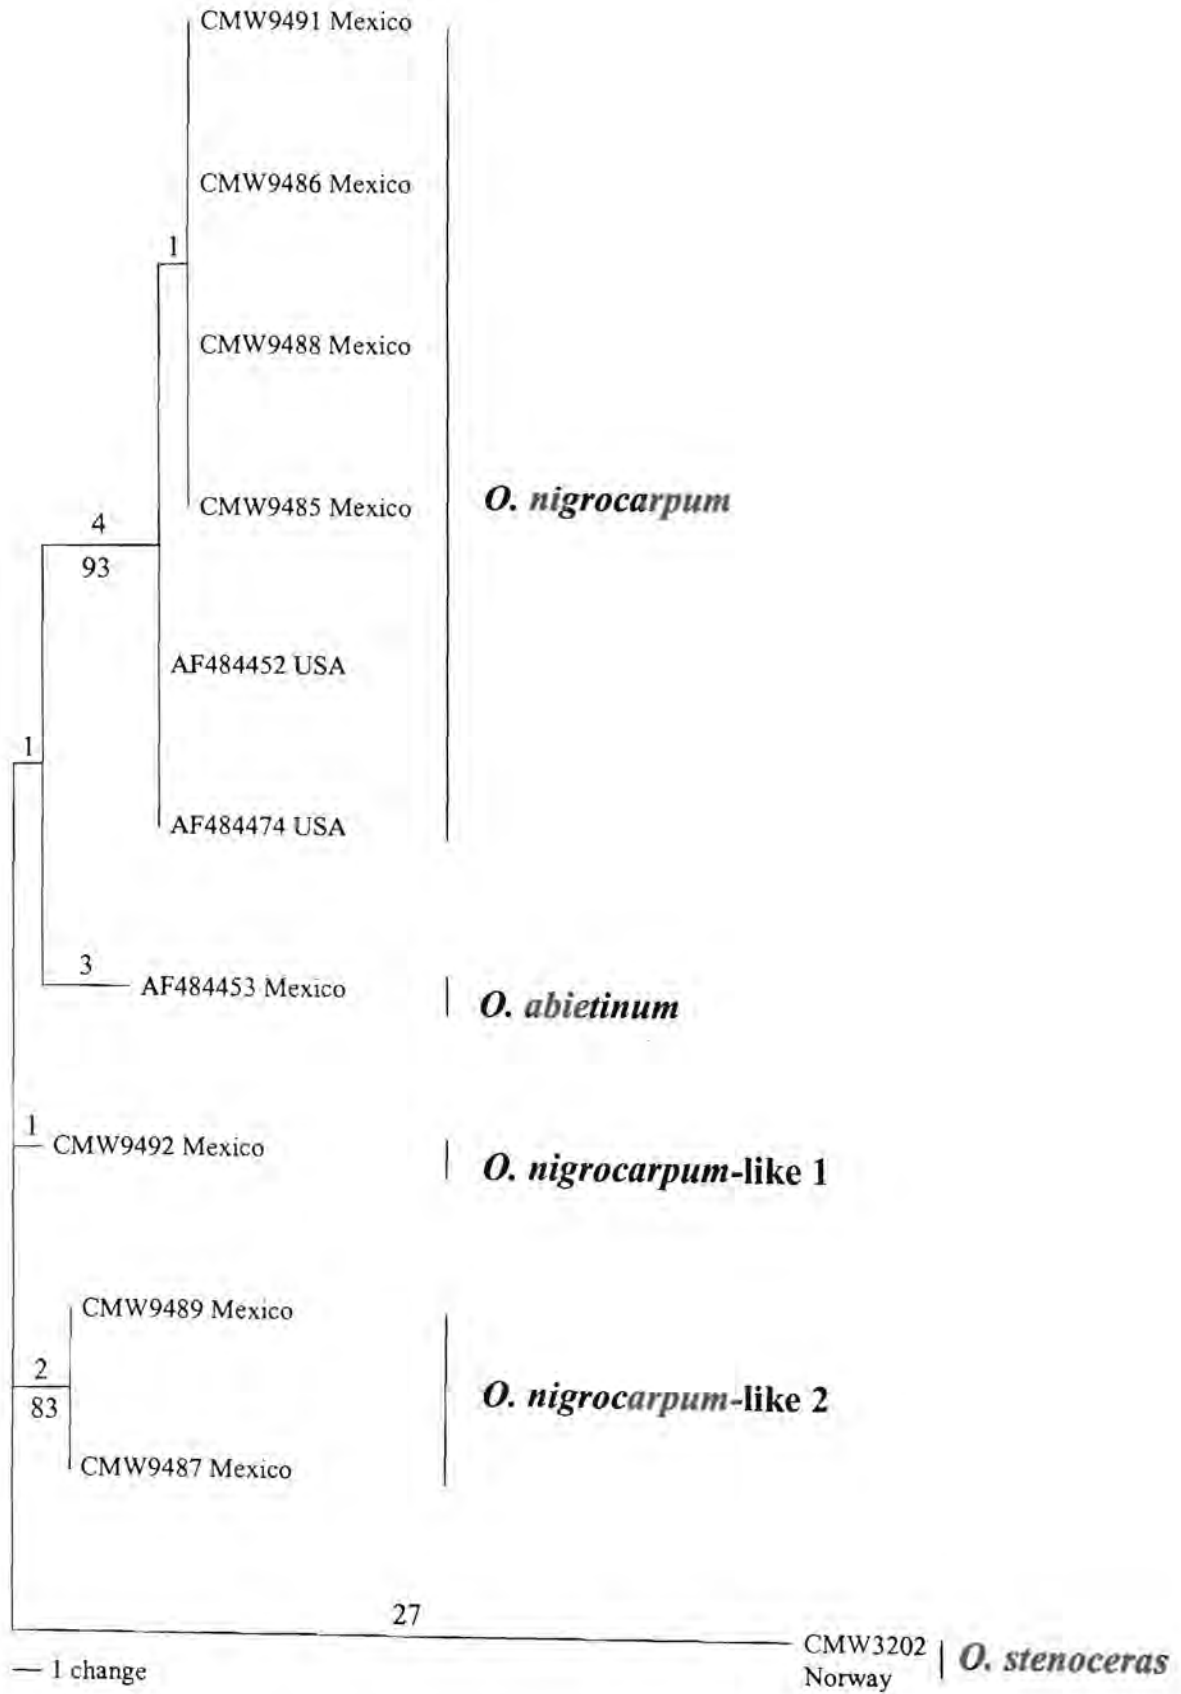 CMW9491 Mexico
CMW9486 Mexico
1
CMW9488 Mexico
CMW9485 Mexico
O. nigrocarpum
4
93
AF484452 USA
1
AF484474 USA
3
AF484453 Mexico
O. abietinum
1
CMW9492 Mexico
O. nigrocarpum-like 1
CMW9489 Mexico
2
83
O. nigrocarpum-like 2
CMW9487 Mexico
27
CMW3202
Norway
O. stenoceras
1 change